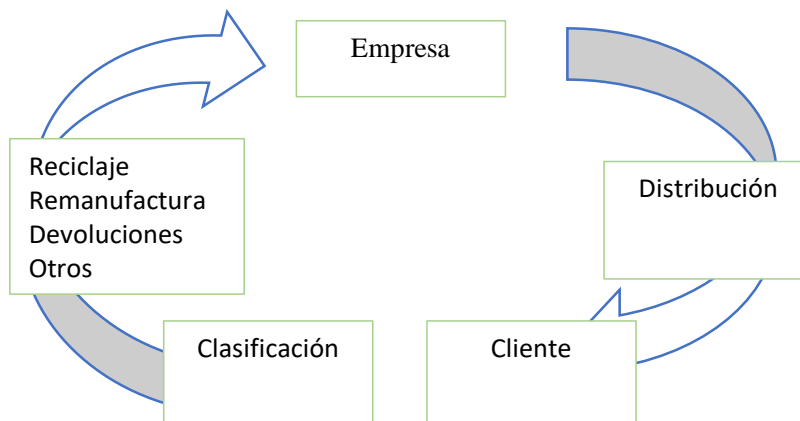 Empresa
Distribución
Cliente
Clasificación
Reciclaje
Remanufactura
Devoluciones
Otros